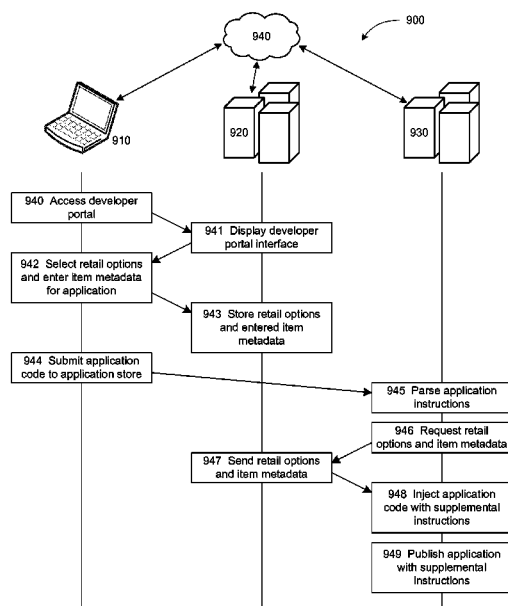 900
940
910
920
930
940 Access developer
portal
941 Display developer
portal interface
942 Select retail options
and enter item metadata
for application
943 Store retail options
and entered item
metadata
944 Submit application
code to application store
945 Parse application
instructions
946 Request retail
options and item metadata
947 Send retail options
and item metadata
948 Inject application
code with supplemental
instructions
949 Publish application
with supplemental
Instructions